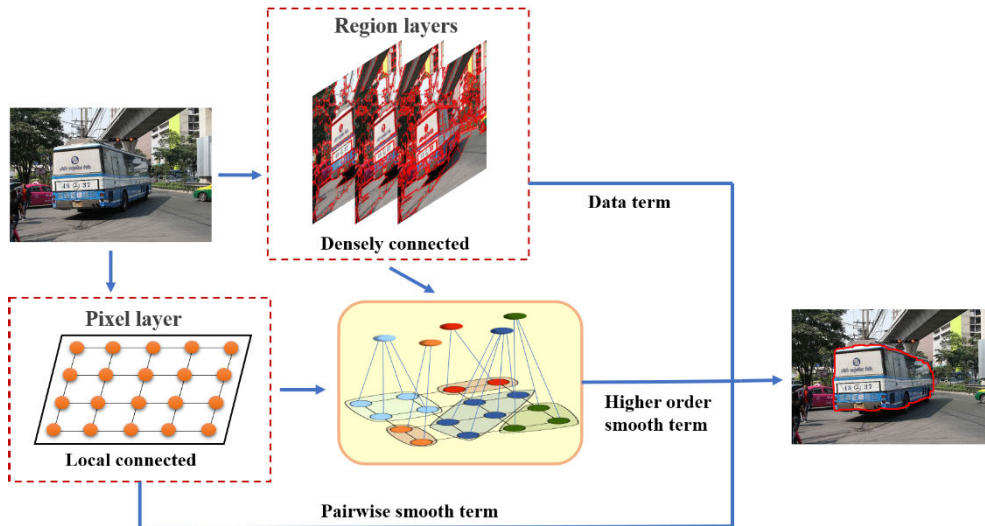 Region layers
Densely connected
Data term
Pixel layer
Local connected
Higher order
smooth term
Pairwise smooth term